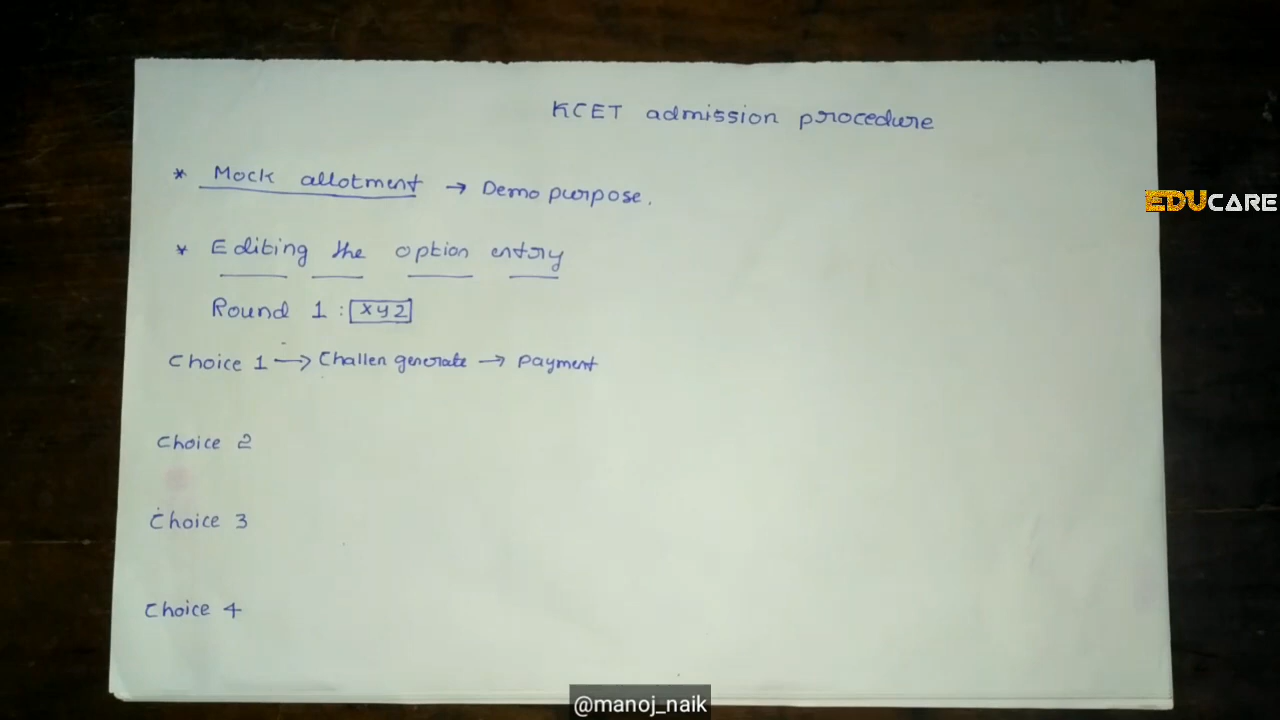 KCET admission procedure
* Mock allotment → Demo purpose.
* Editing the option entry
Round 1 : xyz
Choice 1 → Challen generate → payment
Choice 2
Choice 3
Choice 4
EDUCARE
@manoj_naik